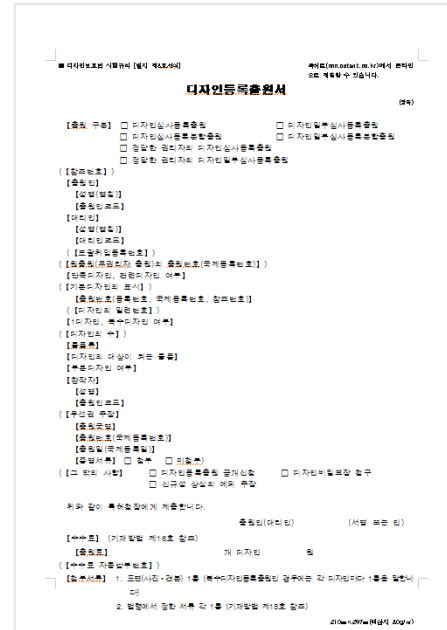 ■ 디자인보호법 시행규칙 [별지 제3호서식]
특허로(www.patent.go.kr)에서 온라인
으로 제출할 수 있습니다.
디자인등록출원서
(앞쪽)
【출원 구분】 □ 디자인심사등록출원 □ 디자인일부심사등록출원
□ 디자인심사등록분할출원 □ 디자인일부심사등록분할출원
□ 정당한 권리자의 디자인심사등록출원
□ 정당한 권리자의 디자인일부심사등록출원
(【참조번호】)
【출원인】
【성명(명칭)】
【출원인코드】
【대리인】
【성명(명칭)】
【대리인코드】
(【포괄위임등록번호】)
(【원출원(무권리자 출원)의 출원번호(국제등록번호)】)
【단독디자인, 관련디자인 여부】
(【기본디자인의 표시】)
【출원번호(등록번호, 국제등록번호, 참조번호)】
(【디자인의 일련번호】)
【1디자인, 복수디자인 여부】
(【디자인의 수】)
【물품류】
【디자인의 대상이 되는 물품】
【부분디자인 여부】
【창작자】
【성명】
【출원인코드】
(【우선권 주장】
【출원국명】
【출원번호(국제등록번호)】
【출원일(국제등록일)】
【증명서류】 □ 첨부 □ 미첨부)
(【그 밖의 사항】 □ 디자인등록출원 공개신청 □ 디자인비밀보장 청구
□ 신규성 상실의 예외 주장
위와 같이 특허청장에게 제출합니다.
출원인(대리인) (서명 또는 인)
【수수료】 (기재방법 제18호 참조)
【출원료】 개 디자인 원
(【수수료 자동납부번호】)
【첨부서류】 1. 도면(사진·견본) 1통 (복수디자인등록출원인 경우에는 각 디자인마다 1통을 말합니
다)
2. 법령에서 정한 서류 각 1통 (기재방법 제19호 참조)
210mm×297mm(백상지 80g/㎡)